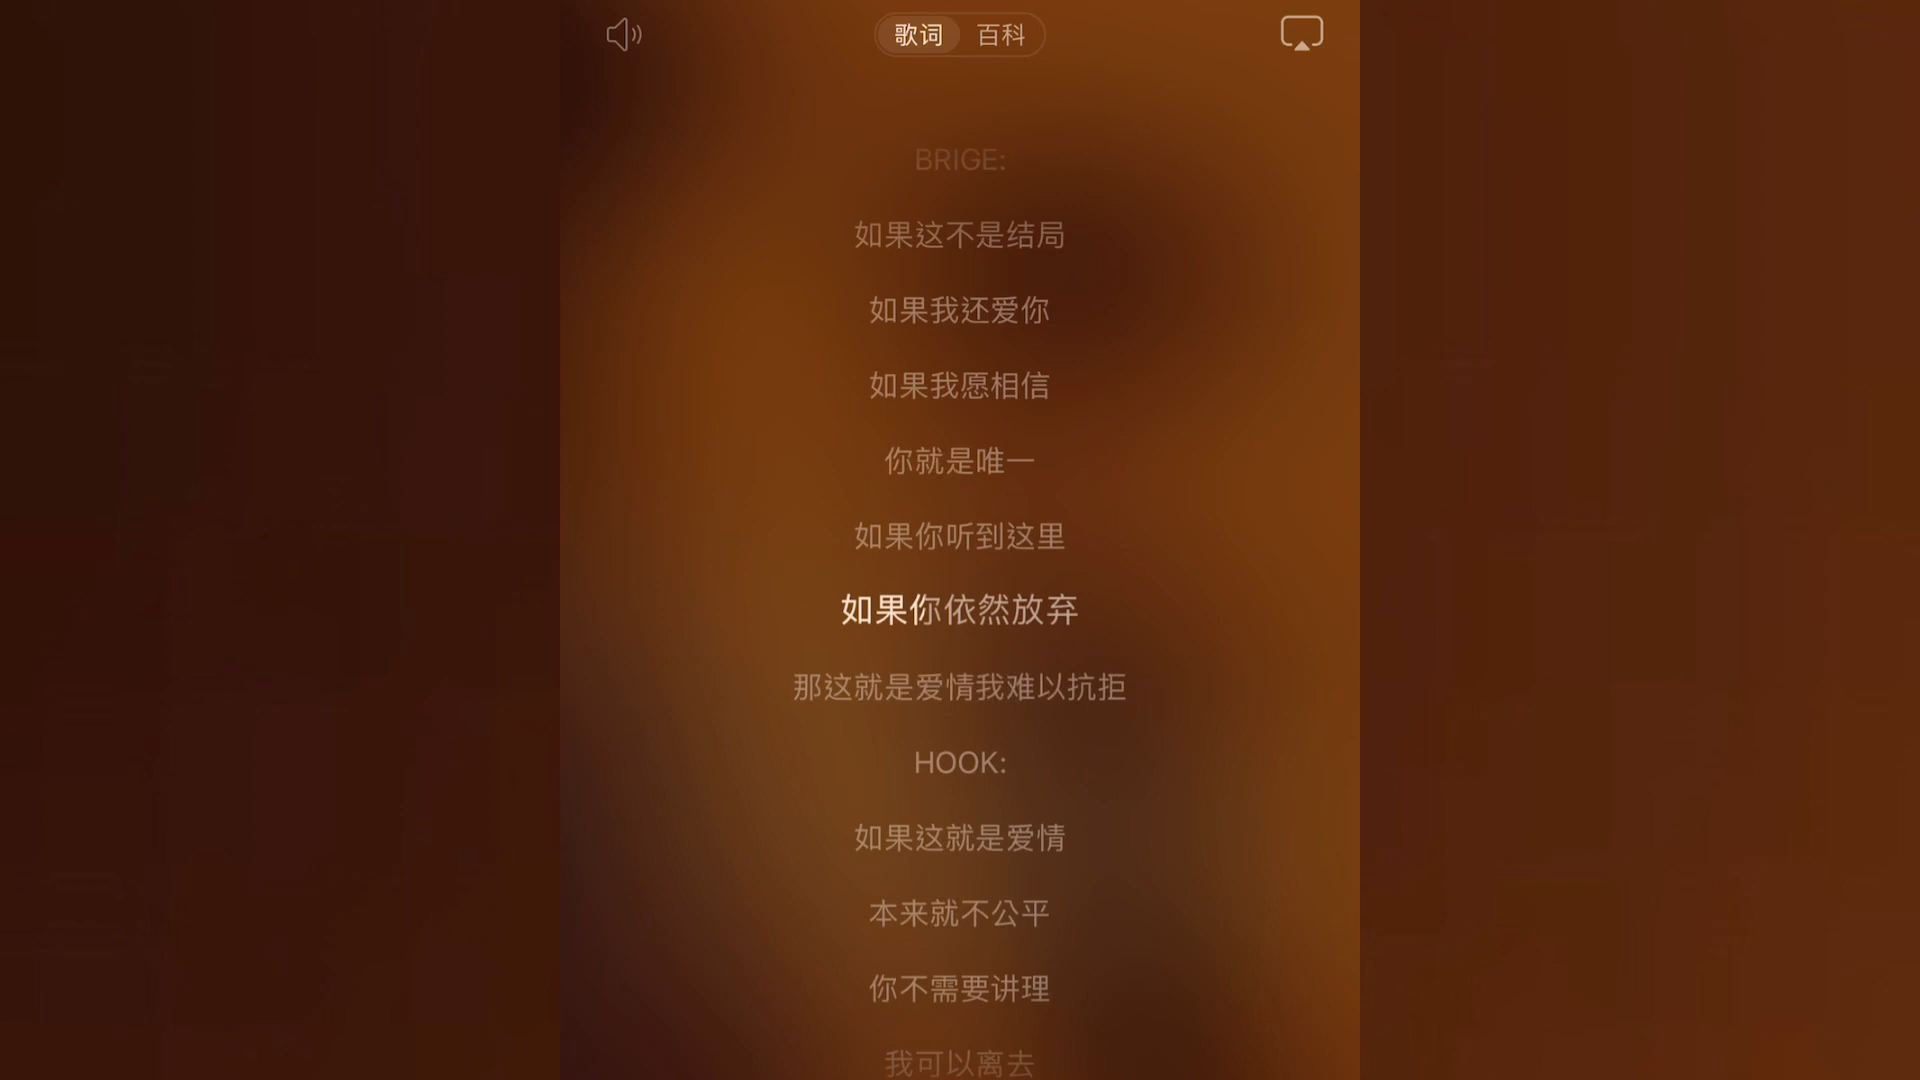 歌词 百科
BRIGE:
如果这不是结局
如果我还爱你
如果我愿相信
你就是唯一
如果你听到这里
如果你依然放弃
那这就是爱情我难以抗拒
HOOK:
如果这就是爱情
本来就不公平
你不需要讲理
我可以离去